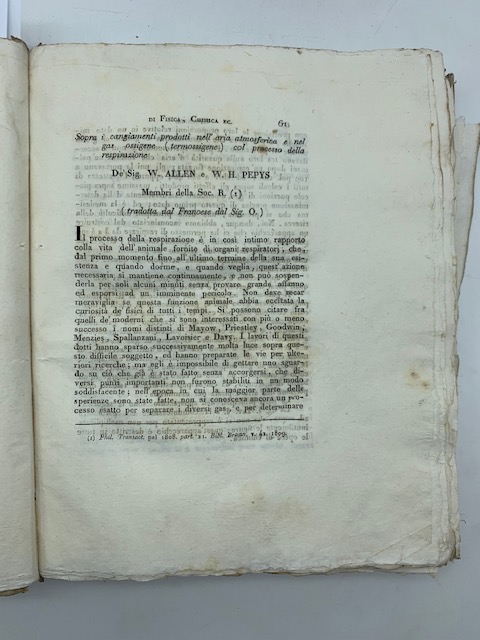 DI FISICA, CHIMICA EC. 61
Sopra i cangiamenti prodotti nell'aria atmosferica e nel
gas ossigene (termossigene) col processo della
respirazione.
De' Sig. W. ALLEN e W. H. PEPYS
Membri della Soc. R. (1)
(tradotta dal Francese dal Sig. O.)
Il processo della respirazione è in così intimo rapporto
colla vita dell'animale fornito di organi respiratorj, che,
dal primo momento fino all'ultimo termine della sua esi-
stenza e quando dorme, e quando veglia, quest'azione
necessaria si mantiene continuamente, e non può sospen-
derla per soli alcuni minuti senza provare grande affanno
ed esporsi ad un imminente pericolo. Non deve recar
meraviglia se questa funzione animale abbia eccitata la
curiosità de' fisici di tutti i tempi. Si possono citare fra
quelli de' moderni che si sono interessati con più o meno
successo i nomi distinti di Mayow, Priestley, Goodwin,
Menzies, Spallanzani, Lavoisier e Davy. I lavori di questi
dotti hanno sparso successivamente molta luce sopra que-
sto difficile soggetto, ed hanno preparate le vie per ulte-
riori ricerche; ma egli è impossibile di gettare uno sguar-
do su ciò che già è stato fatto senza accorgersi, che di-
versi punti importanti non furono stabiliti in un modo
soddisfacente; nell'epoca in cui la maggior parte delle
sperienze sono state fatte, non si conosceva ancora un pro-
cesso esatto per separare i diversi gas, e per determinare
(1) Phil. Transact. pel 1808. part. 21. Bibl. Britan. v. 42. 1809.